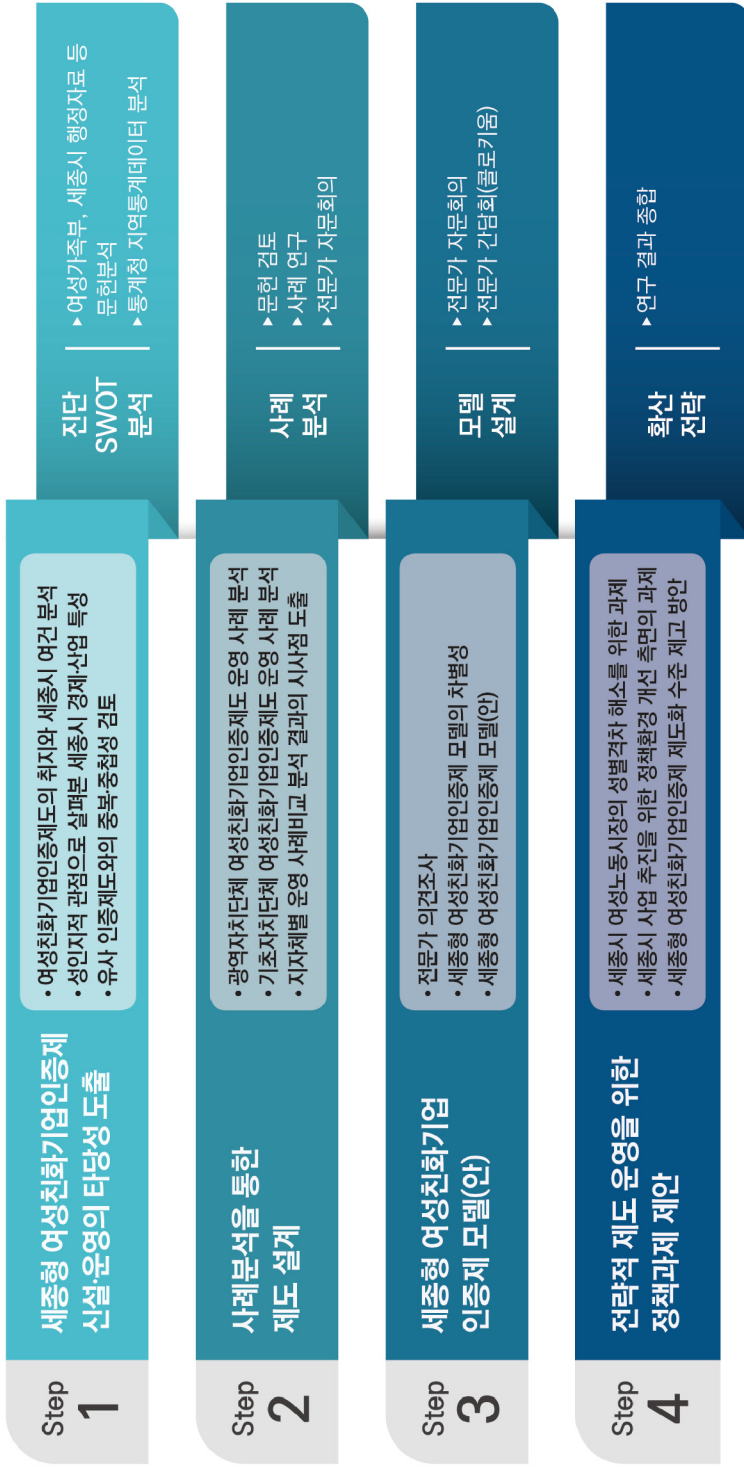 Step
1
세종형 여성친화기업인증제
신설·운영의 타당성 도출
• 여성친화기업인증제도의 취지와 세종시 여건 분석
• 성인지적 관점으로 살펴본 세종시 경제·산업 특성
• 유사 인증제도와의 중복·중첩성 검토
진단
SWOT
분석
▶여성가족부, 세종시 행정자료 등
문헌분석
▶통계청 지역통계데이터 분석
Step
2
사례분석을 통한
제도 설계
• 광역자치단체 여성친화기업인증제도 운영 사례 분석
• 기초자치단체 여성친화기업인증제도 운영 사례 분석
• 지자체별 운영 사례비교 분석 결과의 시사점 도출
사례
분석
▶문헌 검토
▶사례 연구
▶전문가 자문회의
Step
3
세종형 여성친화기업
인증제 모델(안)
• 전문가 의견조사
• 세종형 여성친화기업인증제 모델의 차별성
• 세종형 여성친화기업인증제 모델(안)
모델
설계
▶전문가 자문회의
▶전문가 간담회(콜로키움)
Step
4
전략적 제도 운영을 위한
정책과제 제안
• 세종시 여성노동시장의 성별격차 해소를 위한 과제
• 세종시 사업 추진을 위한 정책환경 개선 측면의 과제
• 세종형 여성친화기업인증제 제도화 수준 제고 방안
확산
전략
▶연구 결과 종합